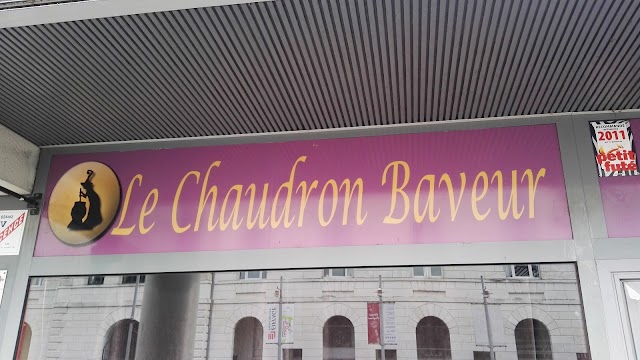 Le Chaudron Baveur
2011
petit
futé